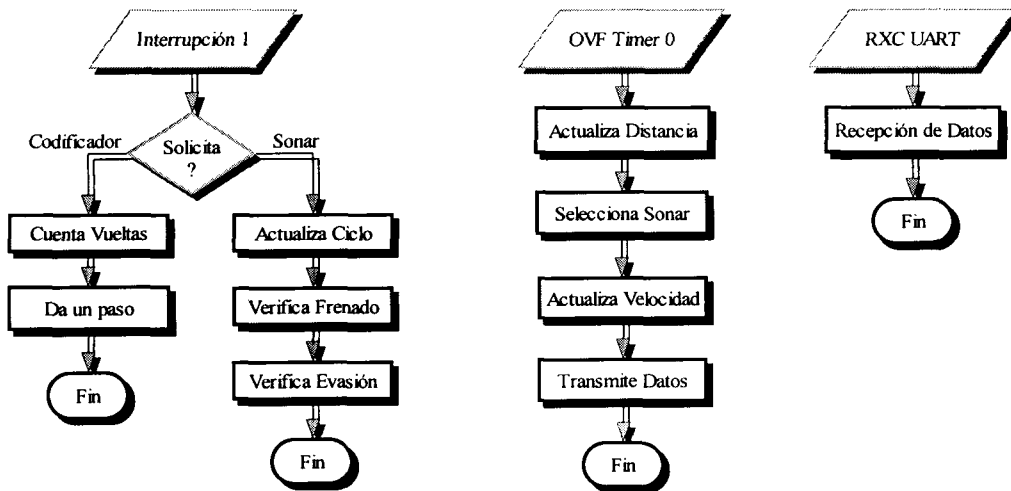 Interrupción 1
Codificador
Solicita
?
Sonar
Cuenta Vueltas
Da un paso
Fin
Actualiza Ciclo
Verifica Frenado
Verifica Evasión
Fin
OVF Timer 0
Actualiza Distancia
Selecciona Sonar
Actualiza Velocidad
Transmite Datos
Fin
RXC UART
Recepción de Datos
Fin